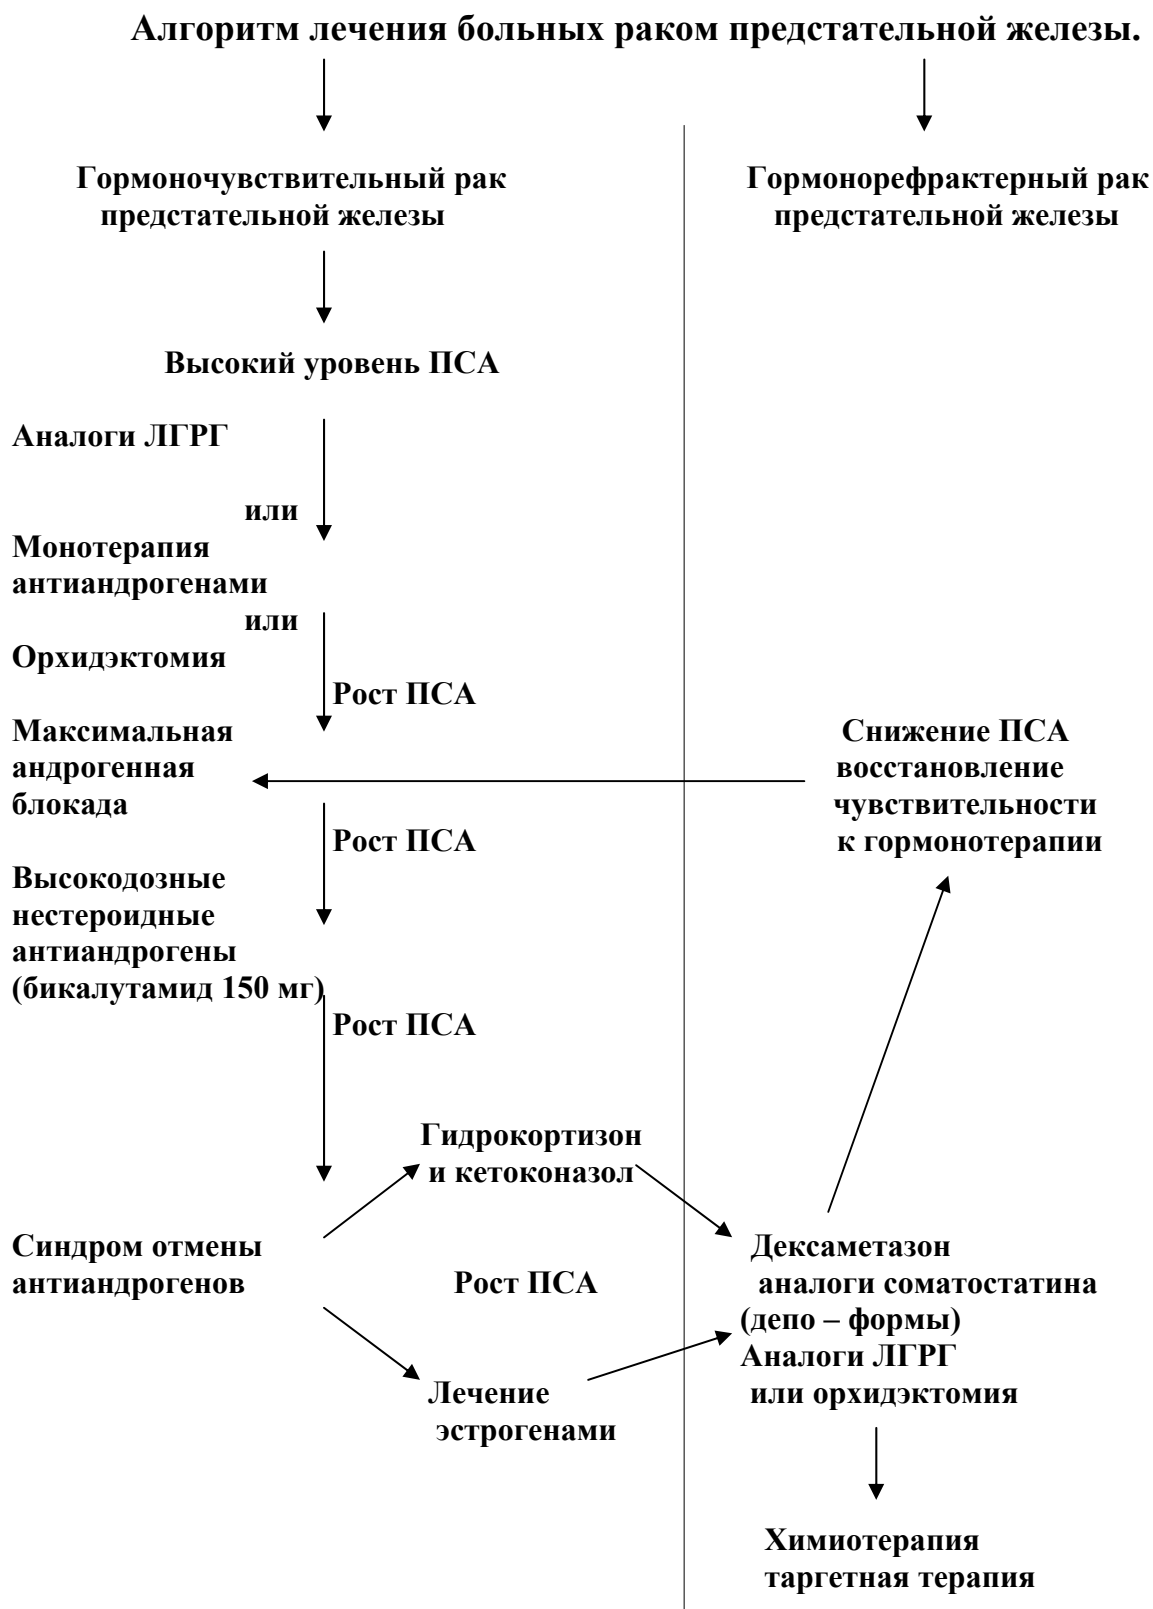 Алгоритм лечения больных раком предстательной железы.
Гормоночувствительный рак
предстательной железы
Гормонорефрактерный рак
предстательной железы
Высокий уровень ПСА
Аналоги ЛГРГ
или
Монотерапия
антиандрогенами
или
Орхидэктомия
Рост ПСА
Максимальная
андрогенная
блокада
Снижение ПСА
восстановление
чувствительности
к гормонотерапии
Рост ПСА
Высокодозные
нестероидные
антиандрогены
(бикалутамид 150 мг)
Рост ПСА
Гидрокортизон
и кетоконазол
Синдром отмены
антиандрогенов
Рост ПСА
Дексаметазон
аналоги соматостатина
(депо – формы)
Аналоги ЛГРГ
или орхидэктомия
Лечение
эстрогенами
Химиотерапия
таргетная терапия